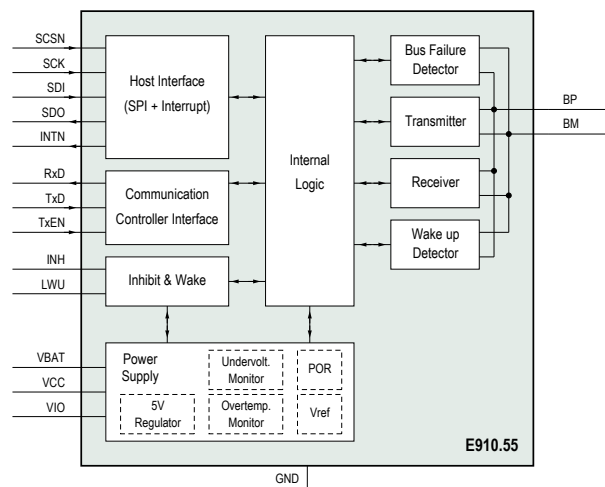 SCSN
SCK
SDI
SDO
INTN
RxD
TxD
TxEN
INH
LWU
VBAT
VCC
VIO
Host Interface
(SPI + Interrupt)
Communication
Controller Interface
Inhibit & Wake
Internal
Logic
Bus Failure
Detector
Transmitter
Receiver
Wake up
Detector
BP
BM
Power
Supply
Undervolt.
Monitor
POR
5V
Regulator
Overtemp.
Monitor
Vref
E910.55
GND